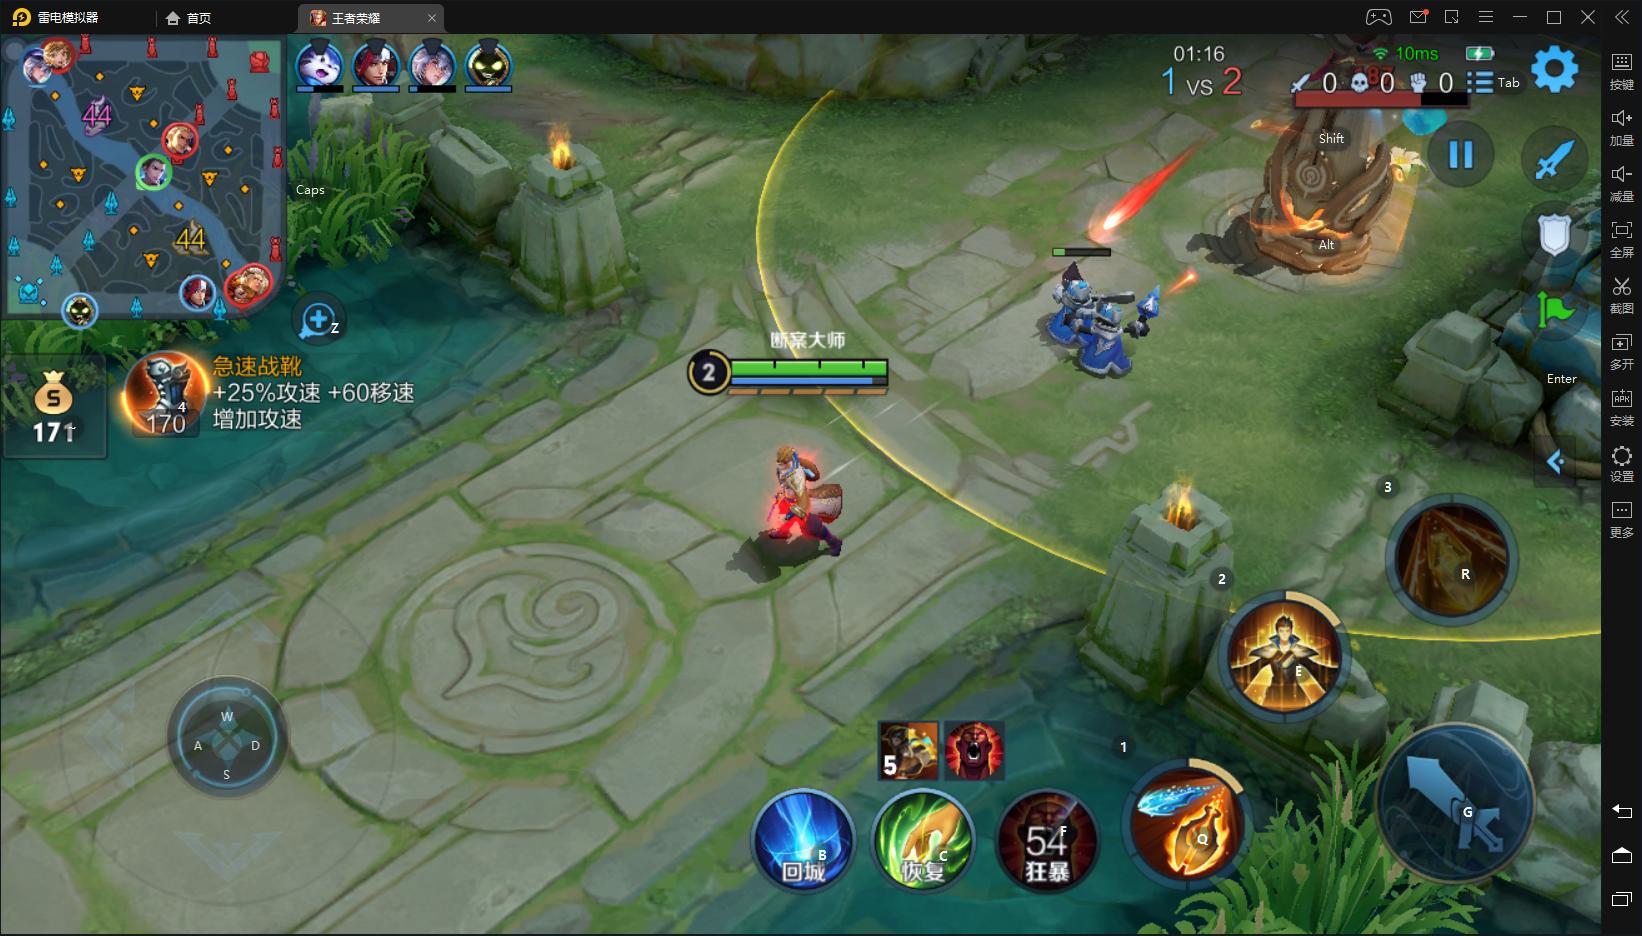 雷电模拟器
首页
王者荣耀
01:16
10ms
1 vs 2
0
0
0
Tab
44
44
Caps
Shift
Alt
Z
急速战靴
+25%攻速 +60移速
增加攻速
4
170
S
171
断案大师
2
Enter
3
R
2
E
1
Q
G
W
A
D
S
5
B
回城
C
恢复
54
F
狂暴
按键
加量
减量
全屏
截图
多开
APK
安装
设置
更多